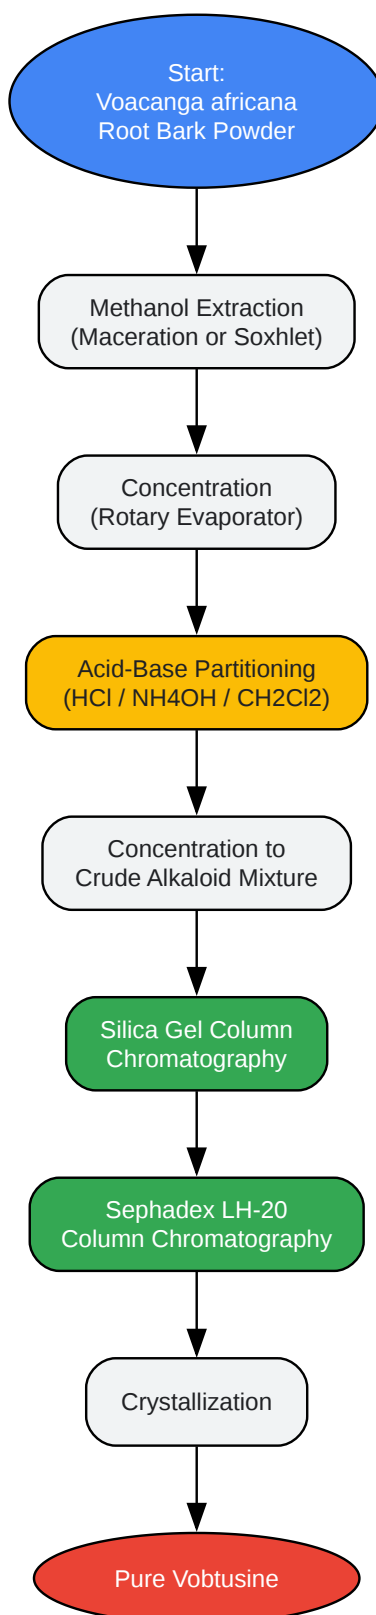 Start:
Voacanga africana
Root Bark Powder
Methanol Extraction
(Maceration or Soxhlet)
Concentration
(Rotary Evaporator)
Acid-Base Partitioning
(HCl / NH4OH / CH2Cl2)
Concentration to
Crude Alkaloid Mixture
Silica Gel Column
Chromatography
Sephadex LH-20
Column Chromatography
Crystallization
Pure Vobtusine